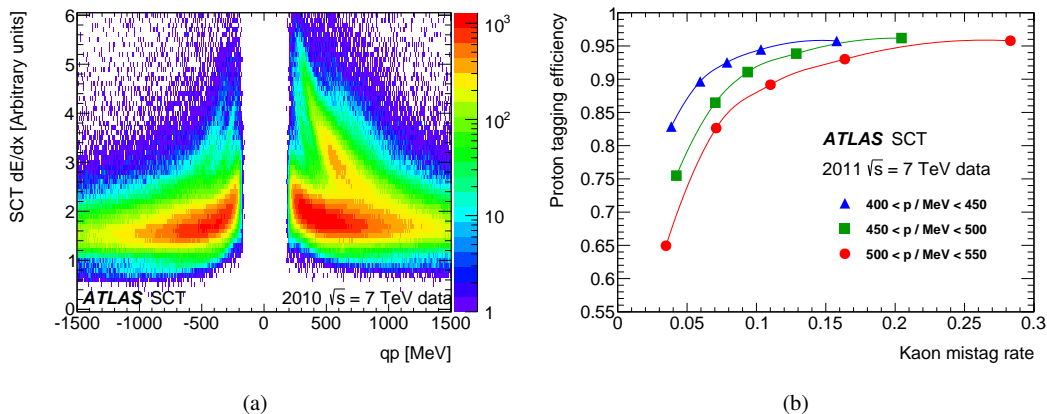 SCT dE/dx [Arbitrary units]
6
5
4
3
2
1
0
ATLAS SCT
2010 √s = 7 TeV data
-1500 -1000 -500 0 500 1000 1500
qp [MeV]
10³
10²
10
1
(a)
Proton tagging efficiency
1
0.95
0.9
0.85
0.8
0.75
0.7
0.65
0.6
0.55
ATLAS SCT
2011 √s = 7 TeV data
400 < p / MeV < 450
450 < p / MeV < 500
500 < p / MeV < 550
0 0.05 0.1 0.15 0.2 0.25 0.3
Kaon mistag rate
(b)